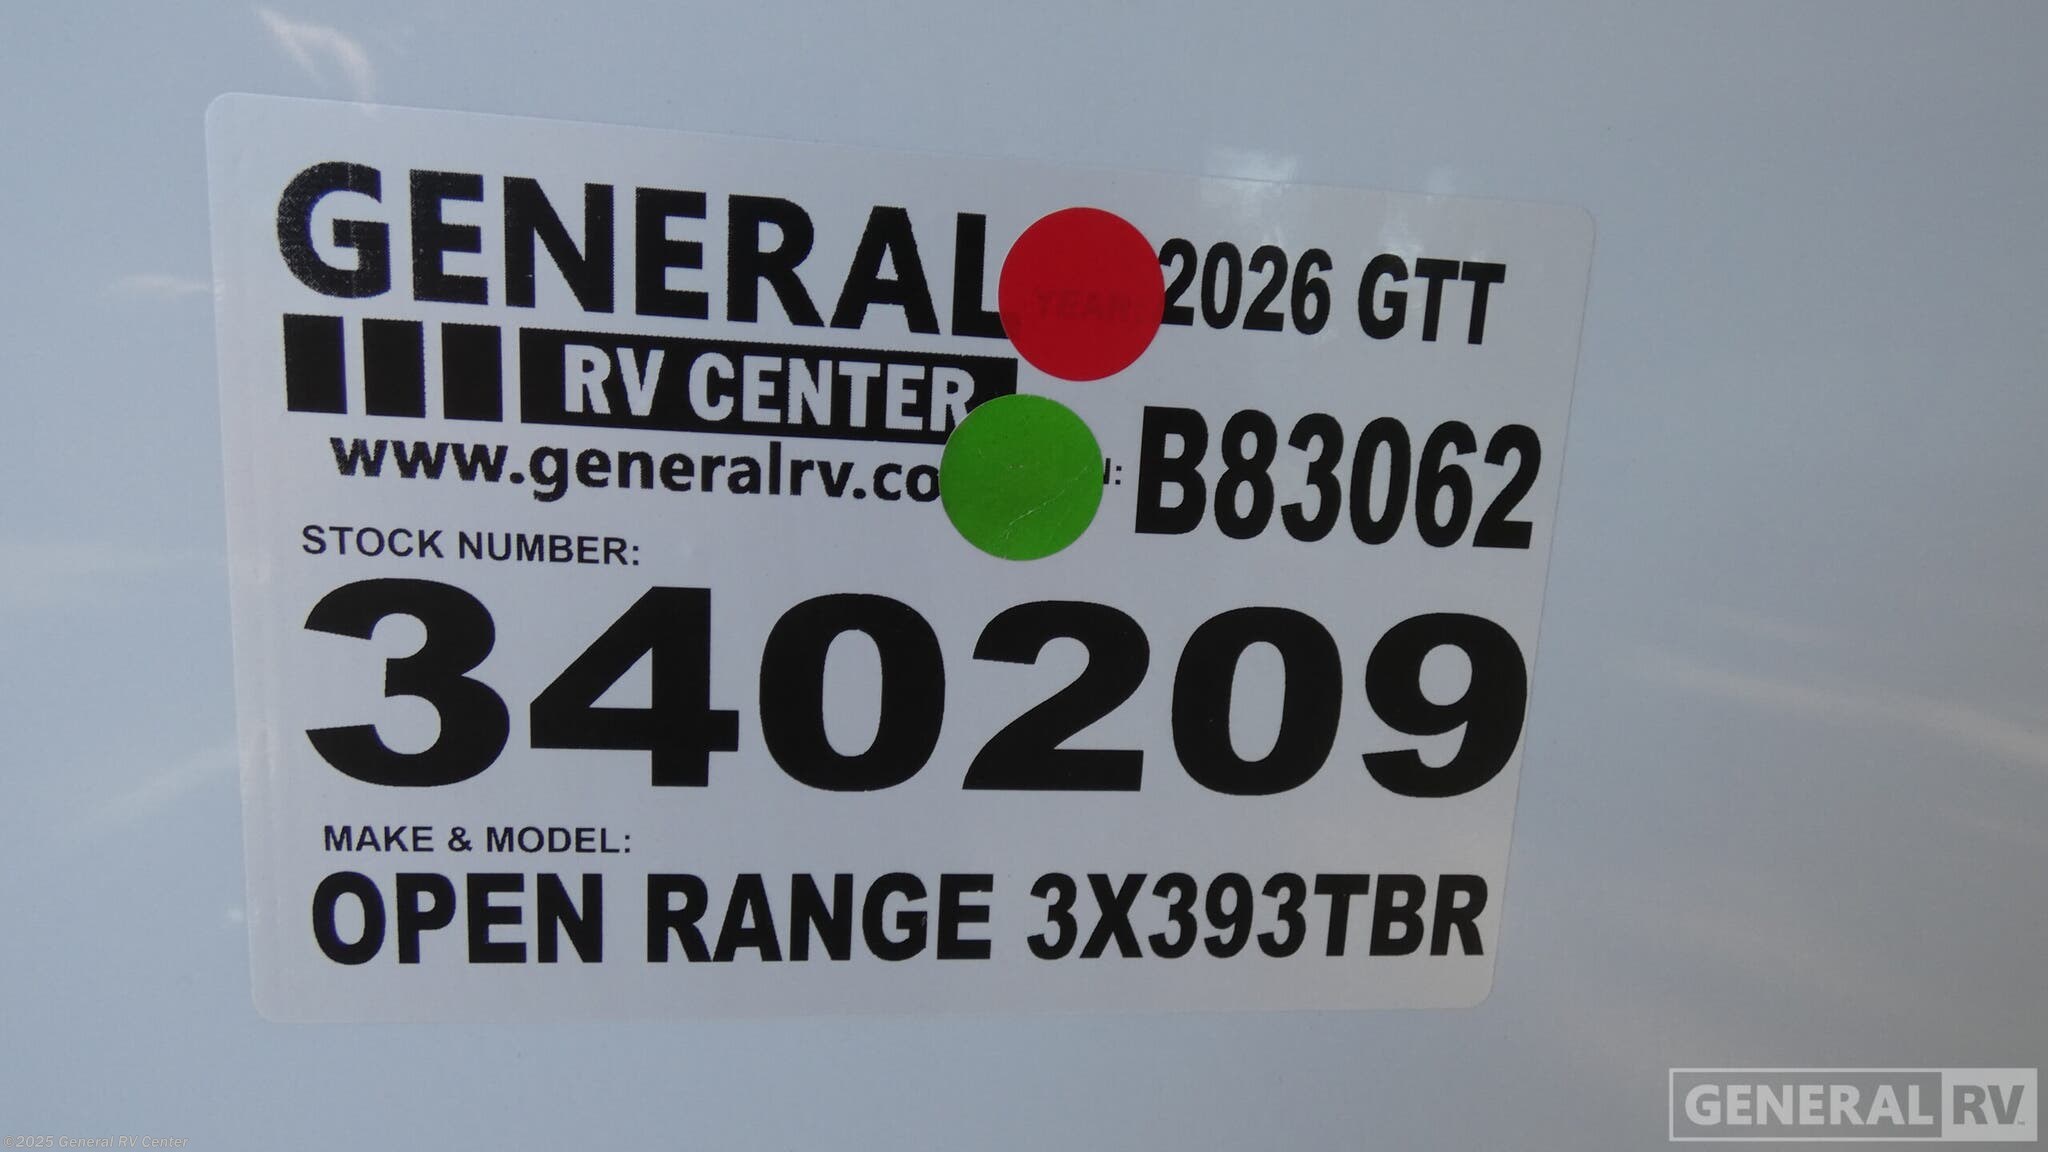 GENERAL
RV CENTER
www.generalrv.co
YEAR: 2026 GTT
B83062
STOCK NUMBER:
340209
MAKE & MODEL:
OPEN RANGE 3X393TBR
©2025 General RV Center
GENERAL RV